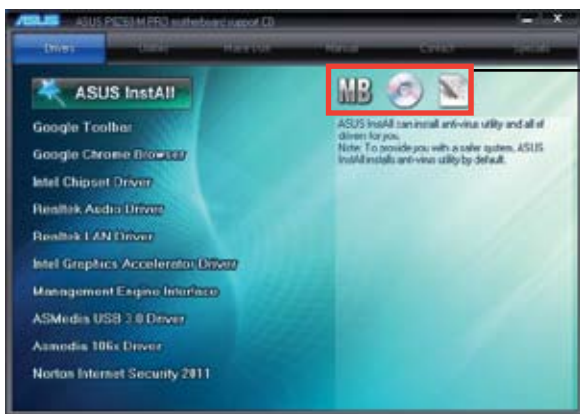 ASUS P8Z68-M PRO motherboard support CD
Drivers Utility Make Disk Manual Contact Specials
ASUS InstAll
MB
ASUS InstAll can install anti-virus utility and all of
drivers for you.
Note: To provide you with a safer system, ASUS
InstAll installs anti-virus utility by default.
Google Toolbar
Google Chrome Browser
Intel Chipset Driver
Realtek Audio Driver
Realtek LAN Driver
Intel Graphics Accelerator Driver
Management Engine Interface
ASMedia USB 3.0 Driver
Asmedia 106x Driver
Norton Internet Security 2011